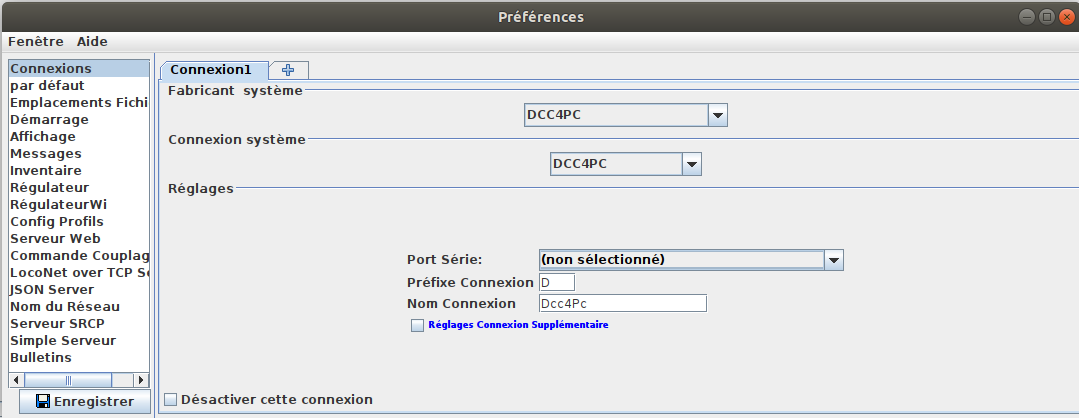 Préférences
Fenêtre Aide
Connexions
par défaut
Emplacements Fichi
Démarrage
Affichage
Messages
Inventaire
Régulateur
RégulateurWi
Config Profils
Serveur Web
Commande Couplag
LocoNet over TCP S
JSON Server
Nom du Réseau
Serveur SRCP
Simple Serveur
Bulletins
Enregistrer
Connexion1
Fabricant système
DCC4PC
Connexion système
DCC4PC
Réglages
Port Série: (non sélectionné)
Préfixe Connexion D
Nom Connexion Dcc4Pc
Réglages Connexion Supplémentaire
Désactiver cette connexion